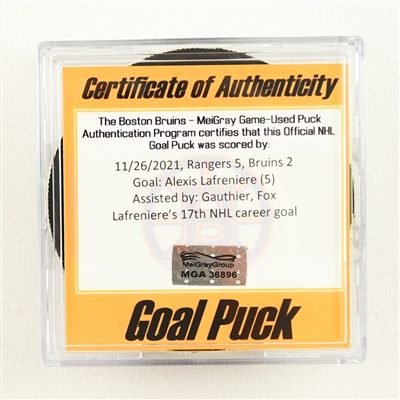 Certificate of Authenticity
The Boston Bruins - MeiGray Game-Used Puck
Authentication Program certifies that this Official NHL
Goal Puck was scored by:
11/26/2021, Rangers 5, Bruins 2
Goal: Alexis Lafreniere (5)
Assisted by: Gauthier, Fox
Lafreniere's 17th NHL career goal
MeiGrayGroup
MGA 36896
Goal Puck